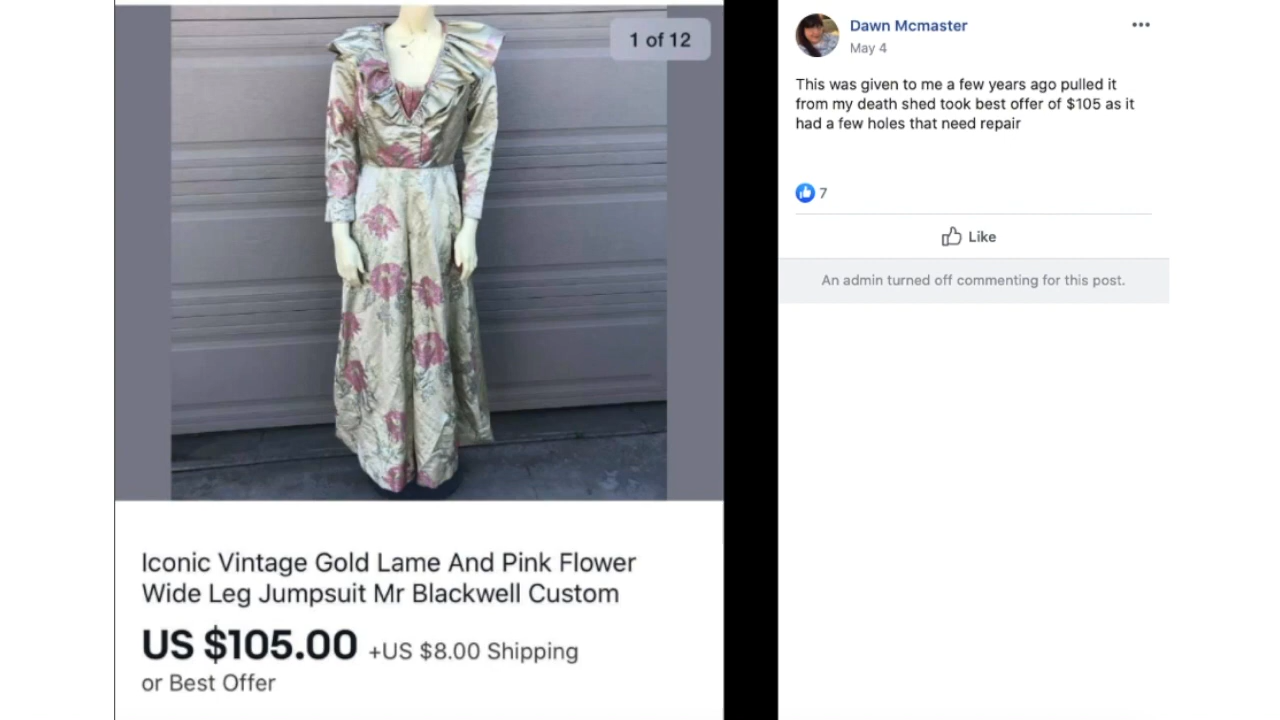 1 of 12
Iconic Vintage Gold Lame And Pink Flower
Wide Leg Jumpsuit Mr Blackwell Custom
US $105.00 +US $8.00 Shipping
or Best Offer
Dawn Mcmaster
May 4
This was given to me a few years ago pulled it
from my death shed took best offer of $105 as it
had a few holes that need repair
7
Like
An admin turned off commenting for this post.